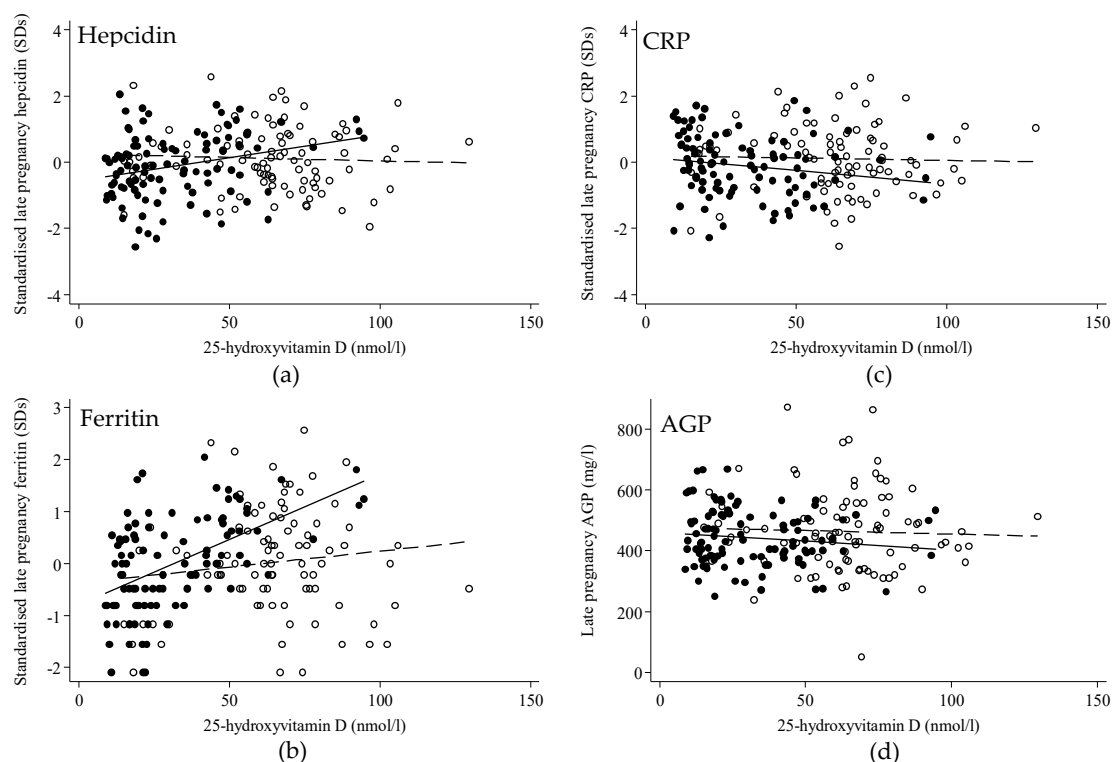 Hepcidin
Standardised late pregnancy hepcidin (SDs)
4
2
0
-2
-4
0
50
100
150
25-hydroxyvitamin D (nmol/l)
(a)
CRP
Standardised late pregnancy CRP (SDs)
4
2
0
-2
-4
0
50
100
150
25-hydroxyvitamin D (nmol/l)
(c)
Ferritin
Standardised late pregnancy ferritin (SDs)
3
2
1
0
-1
-2
0
50
100
150
25-hydroxyvitamin D (nmol/l)
(b)
AGP
Late pregnancy AGP (mg/l)
800
600
400
200
0
0
50
100
150
25-hydroxyvitamin D (nmol/l)
(d)